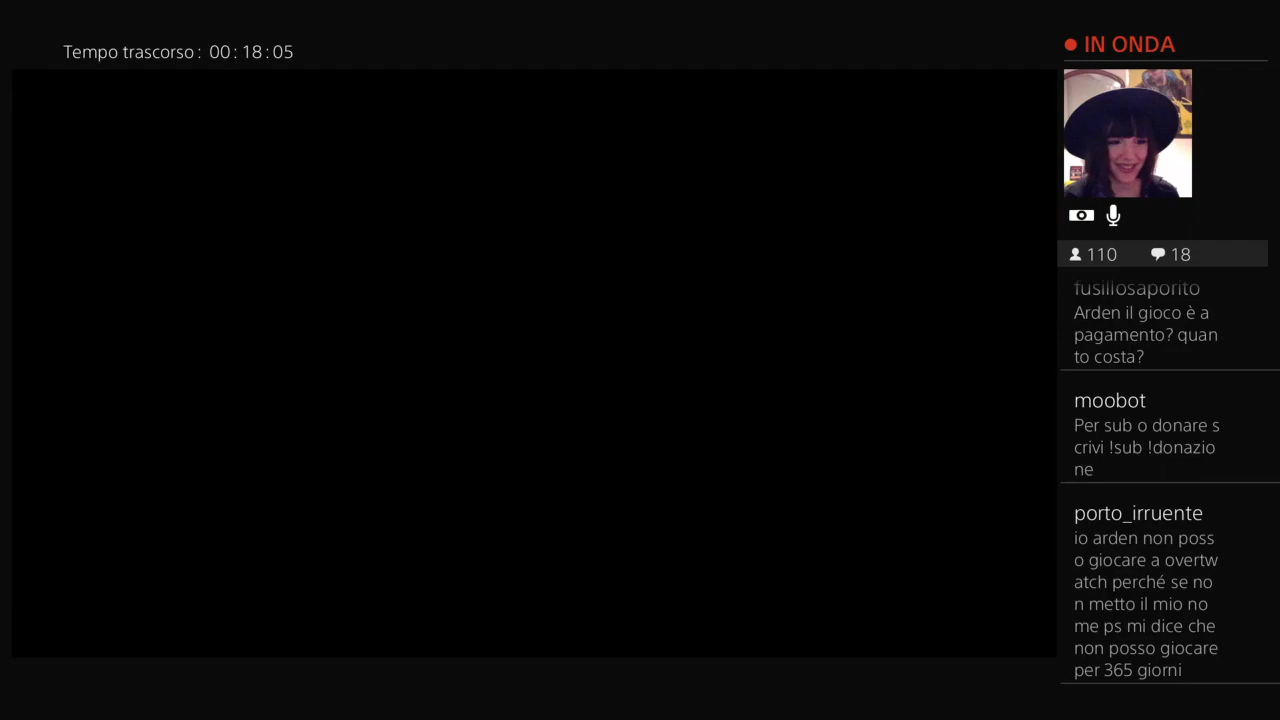 Tempo trascorso: 00:18:05
IN ONDA
110 18
fusillosaporito
Arden il gioco è a
pagamento? quan
to costa?
moobot
Per sub o donare s
crivi !sub !donazio
ne
porto_irruente
io arden non poss
o giocare a overtw
atch perché se no
n metto il mio no
me ps mi dice che
non posso giocare
per 365 giorni